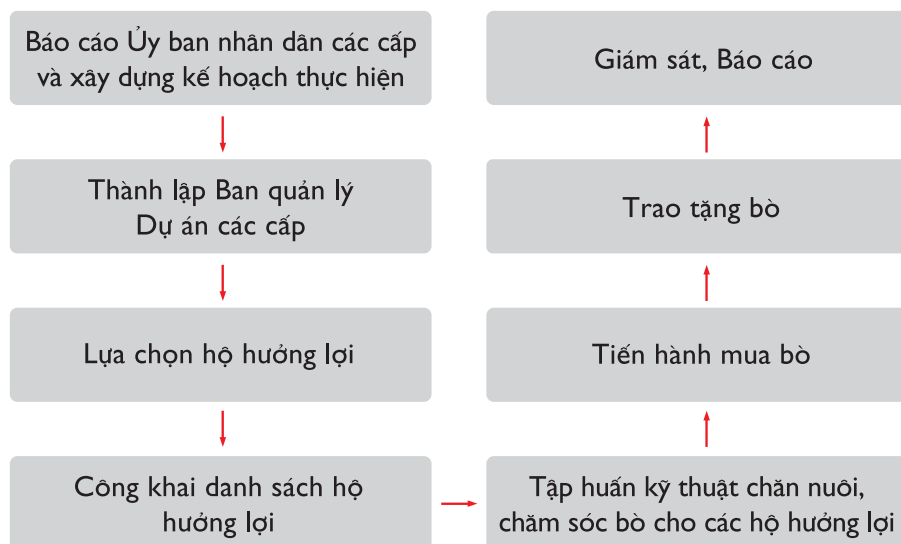 Báo cáo Ủy ban nhân dân các cấp
và xây dựng kế hoạch thực hiện
Thành lập Ban quản lý
Dự án các cấp
Lựa chọn hộ hưởng lợi
Công khai danh sách hộ
hưởng lợi
Tập huấn kỹ thuật chăn nuôi,
chăm sóc bò cho các hộ hưởng lợi
Tiến hành mua bò
Trao tặng bò
Giám sát, Báo cáo